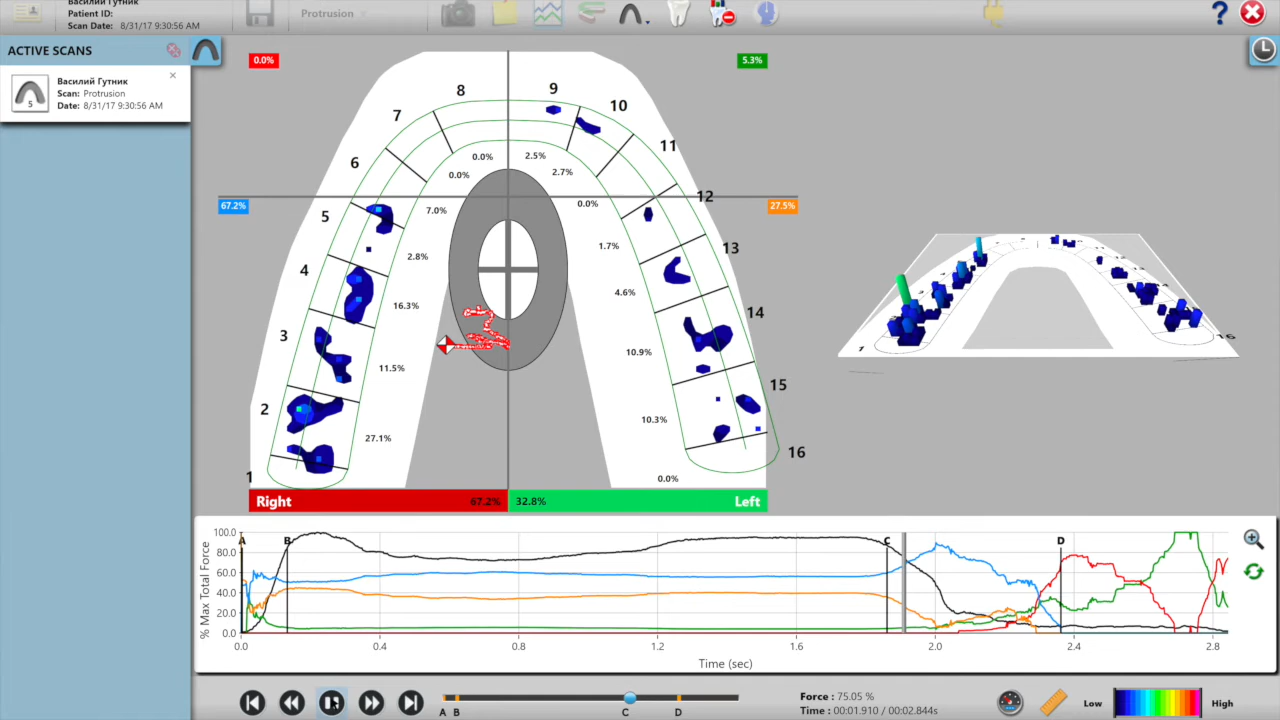 Василий Гутник
Patient ID:
Scan Date: 8/31/17 9:30:56 AM
Protrusion
?
ACTIVE SCANS
Василий Гутник
Scan: Protrusion
Date: 8/31/17 9:30:56 AM
5
0.0%
5.3%
67.2%
27.5%
8
9
7
10
6
11
5
12
4
13
3
14
2
15
1
16
0.0%
2.5%
0.0%
2.7%
7.0%
0.0%
2.8%
1.7%
16.3%
4.6%
11.5%
10.9%
27.1%
10.3%
0.0%
1
16
Right
67.2%
32.8%
Left
% Max Total Force
100.0
80.0
60.0
40.0
20.0
0.0
A
B
C
D
0.0
0.4
0.8
1.2
1.6
2.0
2.4
2.8
Time (sec)
A
B
C
D
Force : 75.05 %
Time : 00:01.910 / 00:02.844s
Low
High